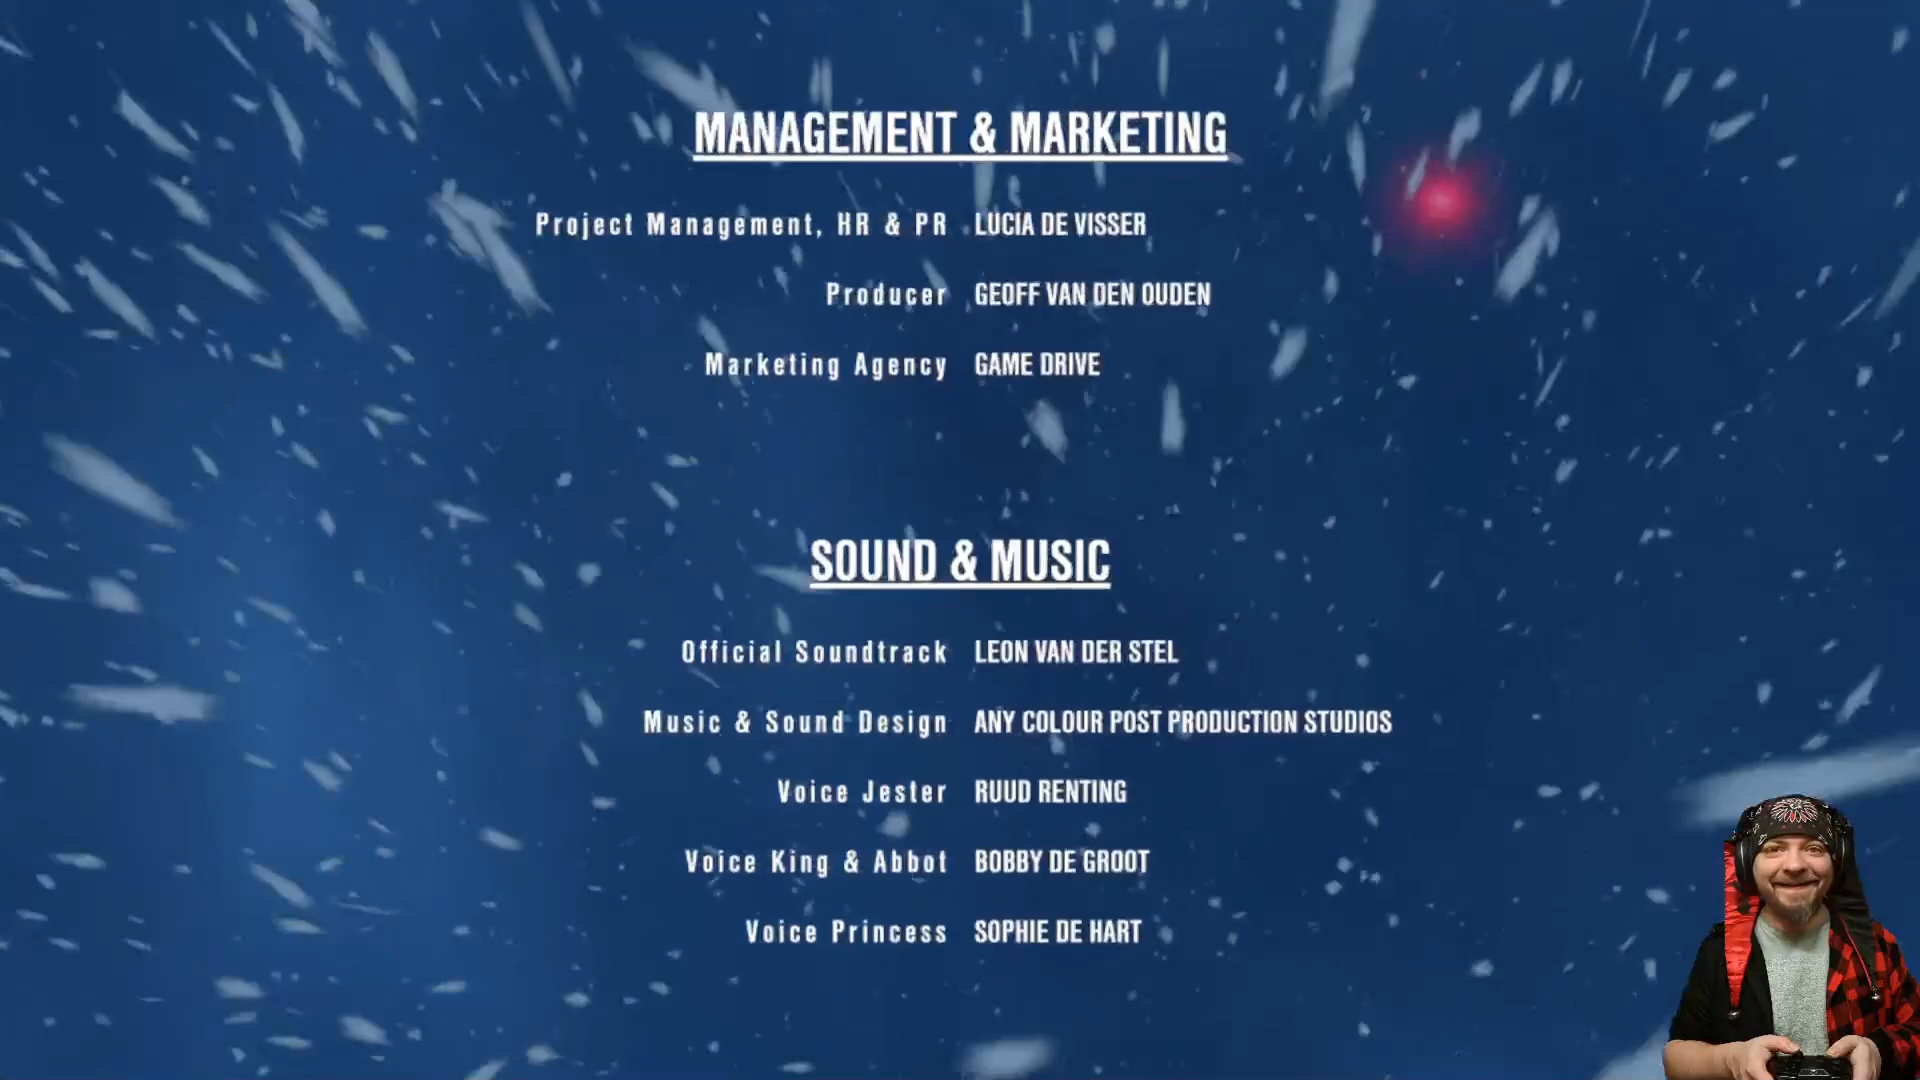 MANAGEMENT & MARKETING
Project Management, HR & PR LUCIA DE VISSER
Producer GEOFF VAN DEN OUDEN
Marketing Agency GAME DRIVE
SOUND & MUSIC
Official Soundtrack LEON VAN DER STEL
Music & Sound Design ANY COLOUR POST PRODUCTION STUDIOS
Voice Jester RUUD RENTING
Voice King & Abbot BOBBY DE GROOT
Voice Princess SOPHIE DE HART